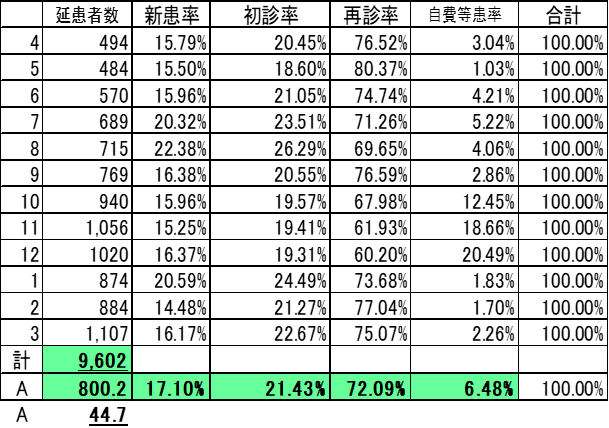 延患者数 新患率 初診率 再診率 自費等患率 合計
4 494 15.79% 20.45% 76.52% 3.04% 100.00%
5 484 15.50% 18.60% 80.37% 1.03% 100.00%
6 570 15.96% 21.05% 74.74% 4.21% 100.00%
7 689 20.32% 23.51% 71.26% 5.22% 100.00%
8 715 22.38% 26.29% 69.65% 4.06% 100.00%
9 769 16.38% 20.55% 76.59% 2.86% 100.00%
10 940 15.96% 19.57% 67.98% 12.45% 100.00%
11 1,056 15.25% 19.41% 61.93% 18.66% 100.00%
12 1020 16.37% 19.31% 60.20% 20.49% 100.00%
1 874 20.59% 24.49% 73.68% 1.83% 100.00%
2 884 14.48% 21.27% 77.04% 1.70% 100.00%
3 1,107 16.17% 22.67% 75.07% 2.26% 100.00%
計 9,602
A 800.2 17.10% 21.43% 72.09% 6.48% 100.00%
A 44.7